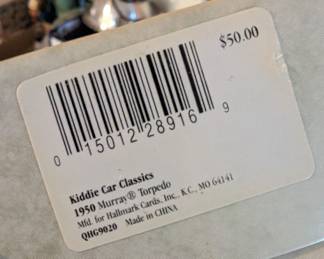 $50.00
0 15012 28916 9
Kiddie Car Classics
1950 Murray® Torpedo
Mfd. for Hallmark Cards, Inc., K.C., MO 64141
QHG9020 Made in CHINA